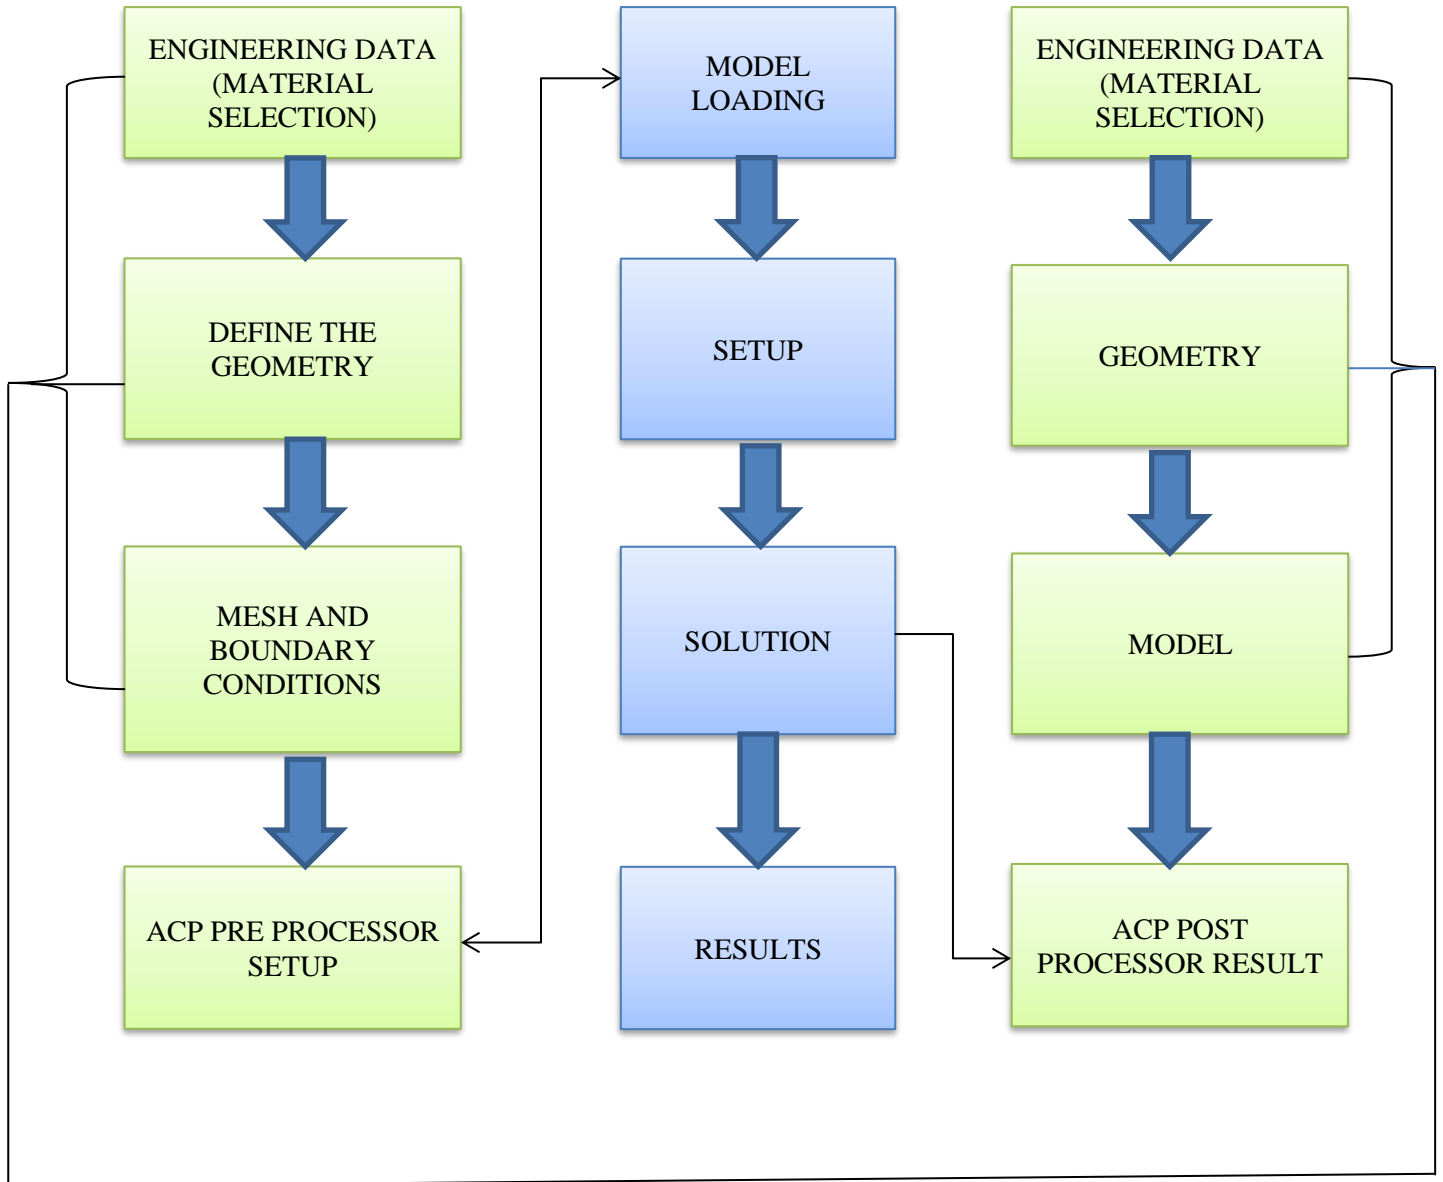 ENGINEERING DATA
(MATERIAL
SELECTION)
DEFINE THE
GEOMETRY
MESH AND
BOUNDARY
CONDITIONS
ACP PRE PROCESSOR
SETUP
MODEL
LOADING
SETUP
SOLUTION
RESULTS
ENGINEERING DATA
(MATERIAL
SELECTION)
GEOMETRY
MODEL
ACP POST
PROCESSOR RESULT